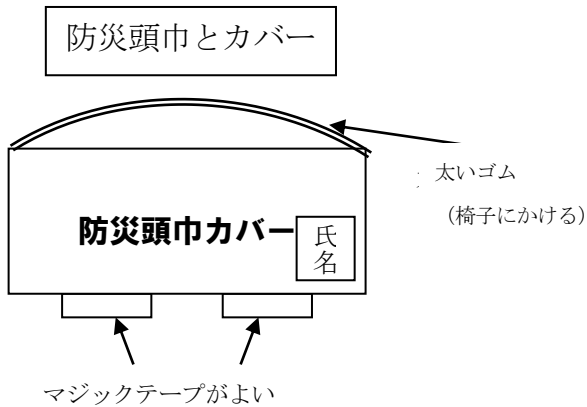 防災頭巾とカバー
太いゴム
(椅子にかける)
防災頭巾カバー
氏名
マジックテープがよい